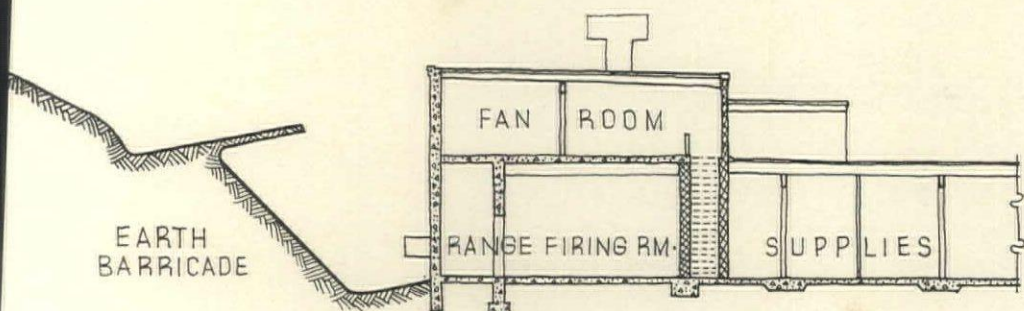 FAN ROOM
EARTH
BARRICADE
RANGE FIRING RM.
SUPPLIES